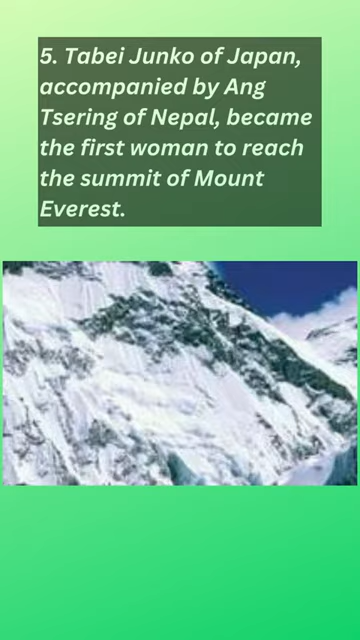 5. Tabei Junko of Japan,
accompanied by Ang
Tsering of Nepal, became
the first woman to reach
the summit of Mount
Everest.